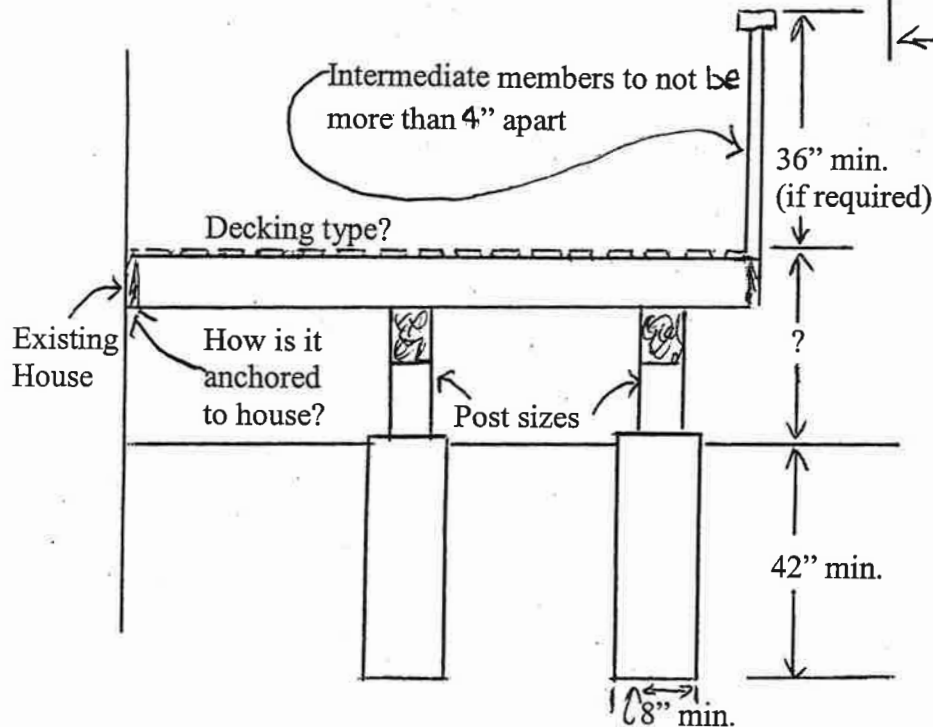 Intermediate members to not be
more than 4” apart
36” min.
(if required)
Decking type?
Existing
House
How is it
anchored
to house?
Post sizes
?
42” min.
8” min.